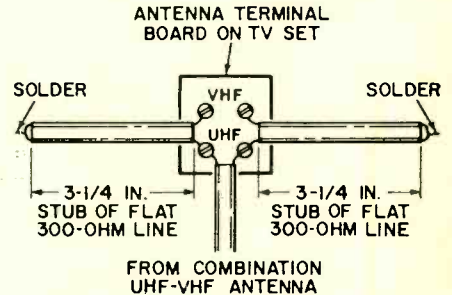 ANTENNA TERMINAL
BOARD ON TV SET
SOLDER
SOLDER
VHF
UHF
3-1/4 IN.
STUB OF FLAT
300-OHM LINE
3-1/4 IN.
STUB OF FLAT
300-OHM LINE
FROM COMBINATION
UHF-VHF ANTENNA